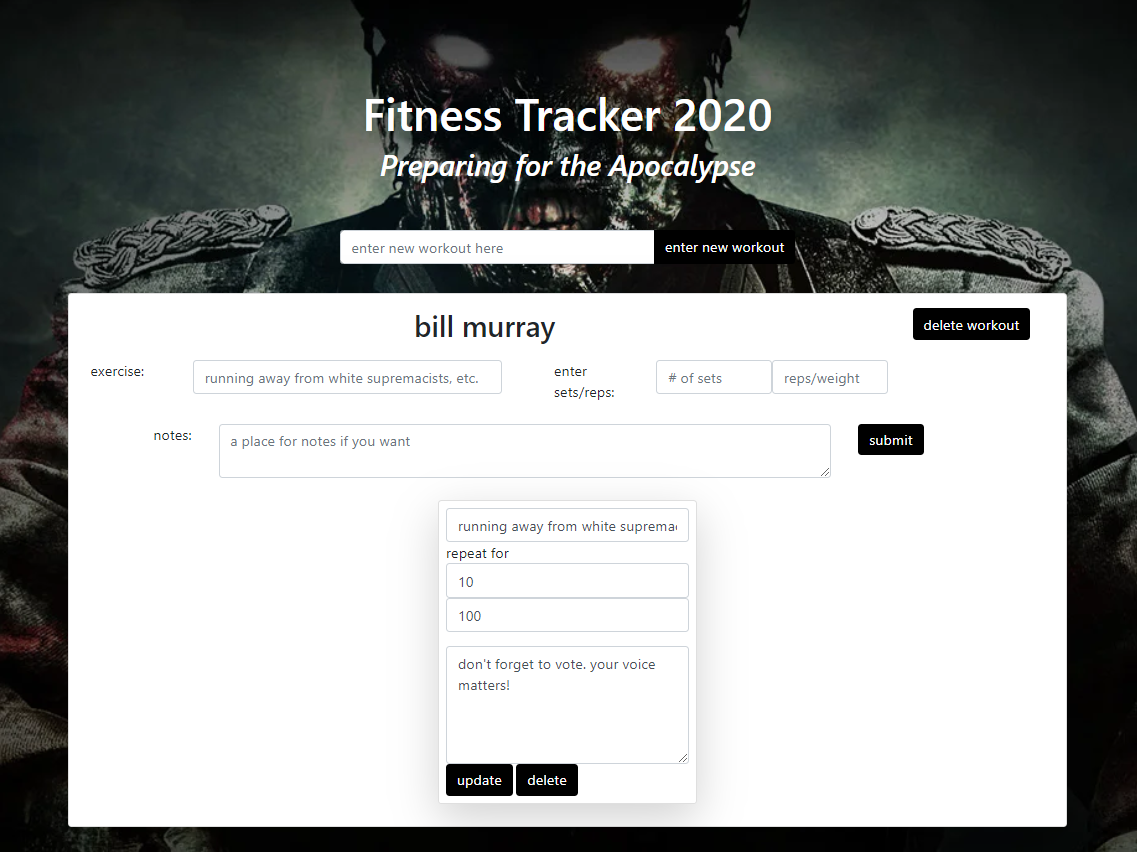 Fitness Tracker 2020
Preparing for the Apocalypse
enter new workout here
enter new workout
bill murray
delete workout
exercise:
running away from white supremacists, etc.
enter
sets/reps:
# of sets
reps/weight
notes:
a place for notes if you want
submit
running away from white suprema
repeat for
10
100
don't forget to vote. your voice
matters!
update
delete